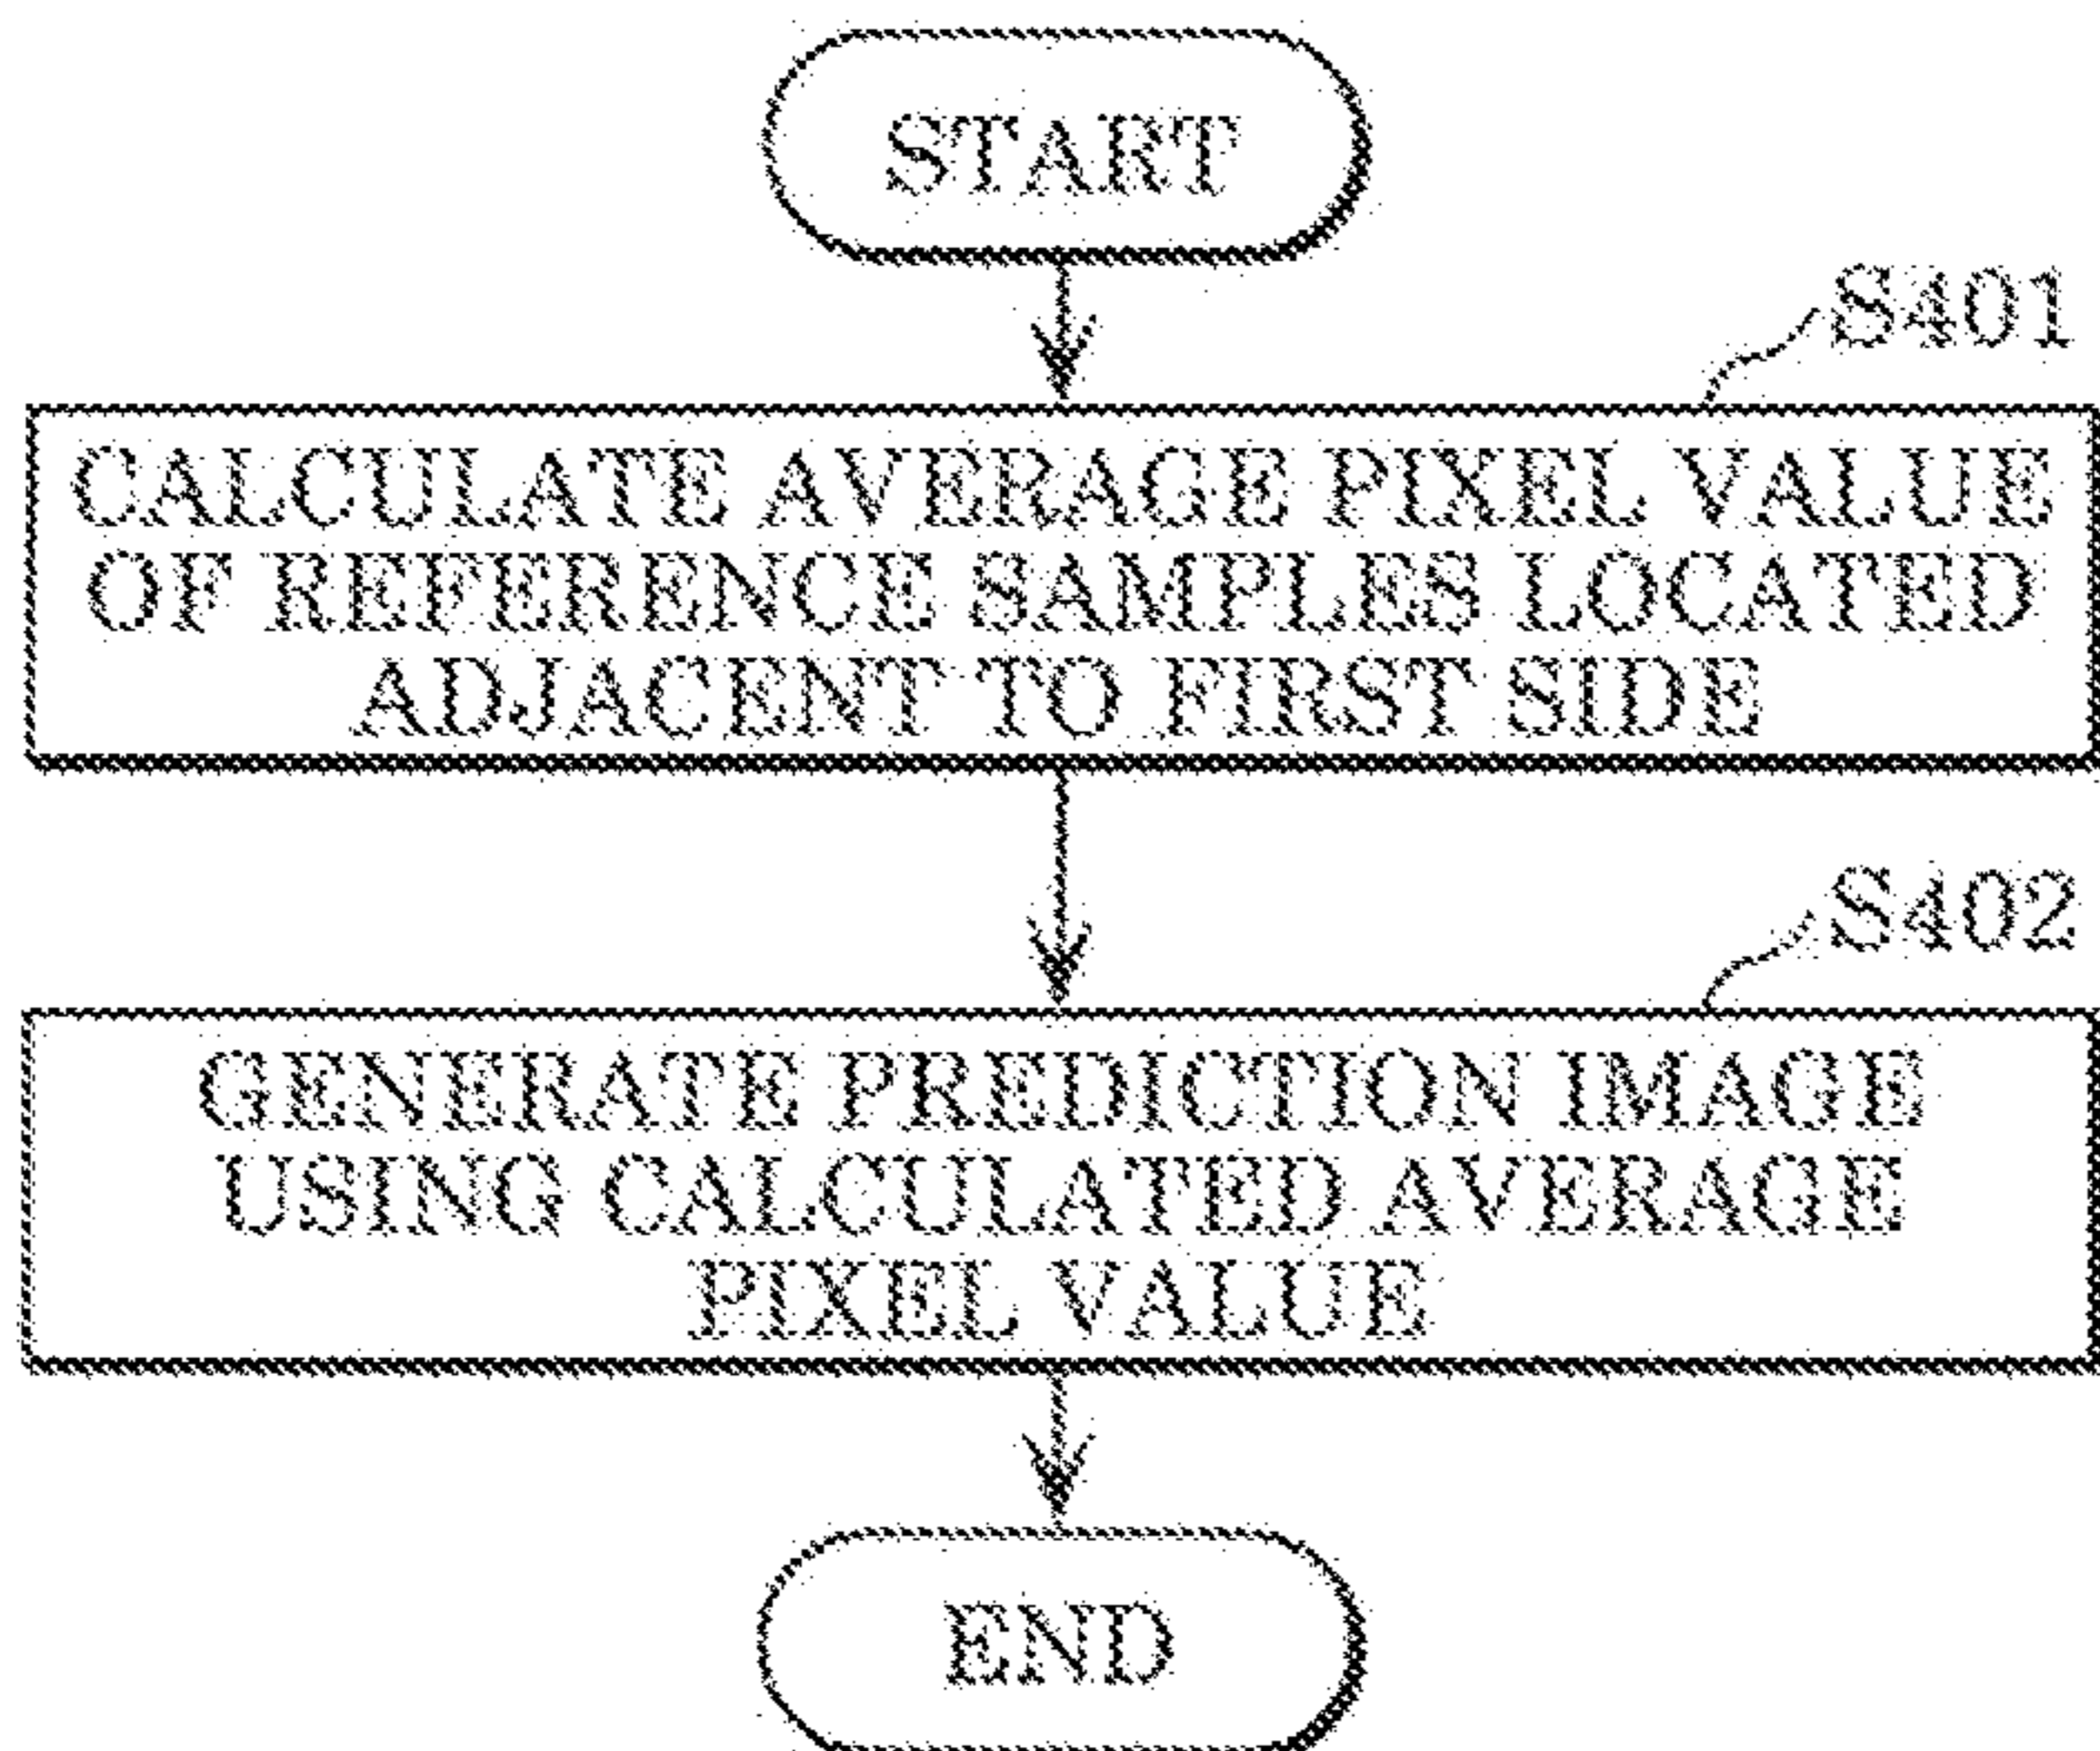 START
S401
CALCULATE AVERAGE PIXEL VALUE
OF REFERENCE SAMPLES LOCATED
ADJACENT TO FIRST SIDE
S402
GENERATE PREDICTION IMAGE
USING CALCULATED AVERAGE
PIXEL VALUE
END